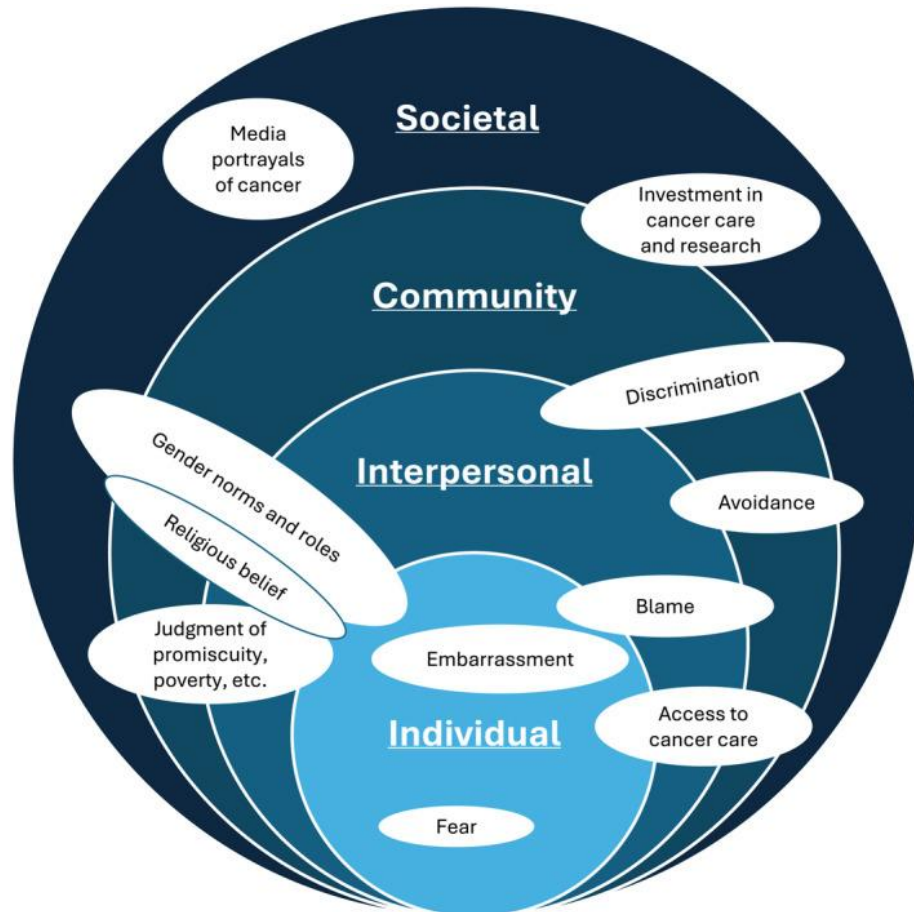 Societal
Media
portrayals
of cancer
Investment in
cancer care
and research
Community
Discrimination
Gender norms and roles
Interpersonal
Avoidance
Religious belief
Blame
Judgment of
promiscuity,
poverty, etc.
Embarrassment
Access to
cancer care
Individual
Fear